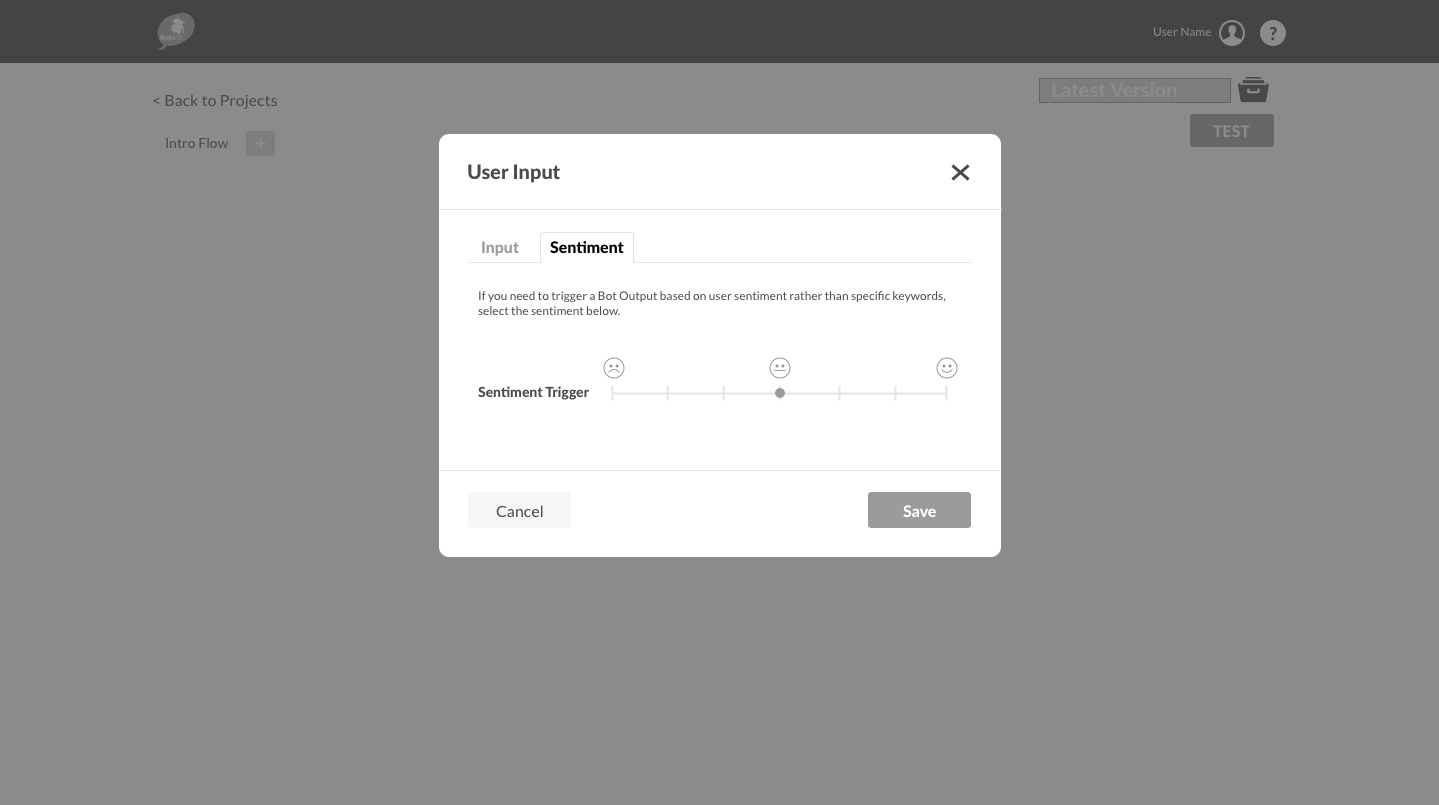 User Name
?
< Back to Projects
Latest Version
TEST
Intro Flow
+
User Input
Input
Sentiment
If you need to trigger a Bot Output based on user sentiment rather than specific keywords,
select the sentiment below.
Sentiment Trigger
Cancel
Save